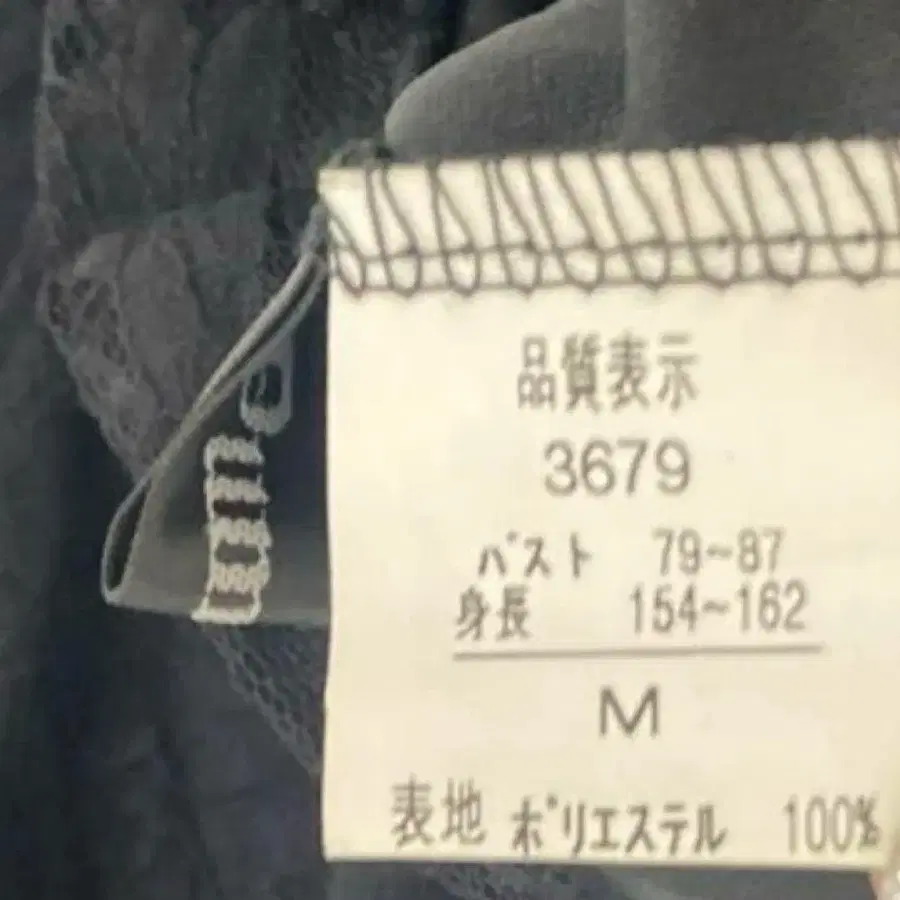 品質表示
3679
バスト 79~87
身長 154~162
M
表地 ポリエステル 100%